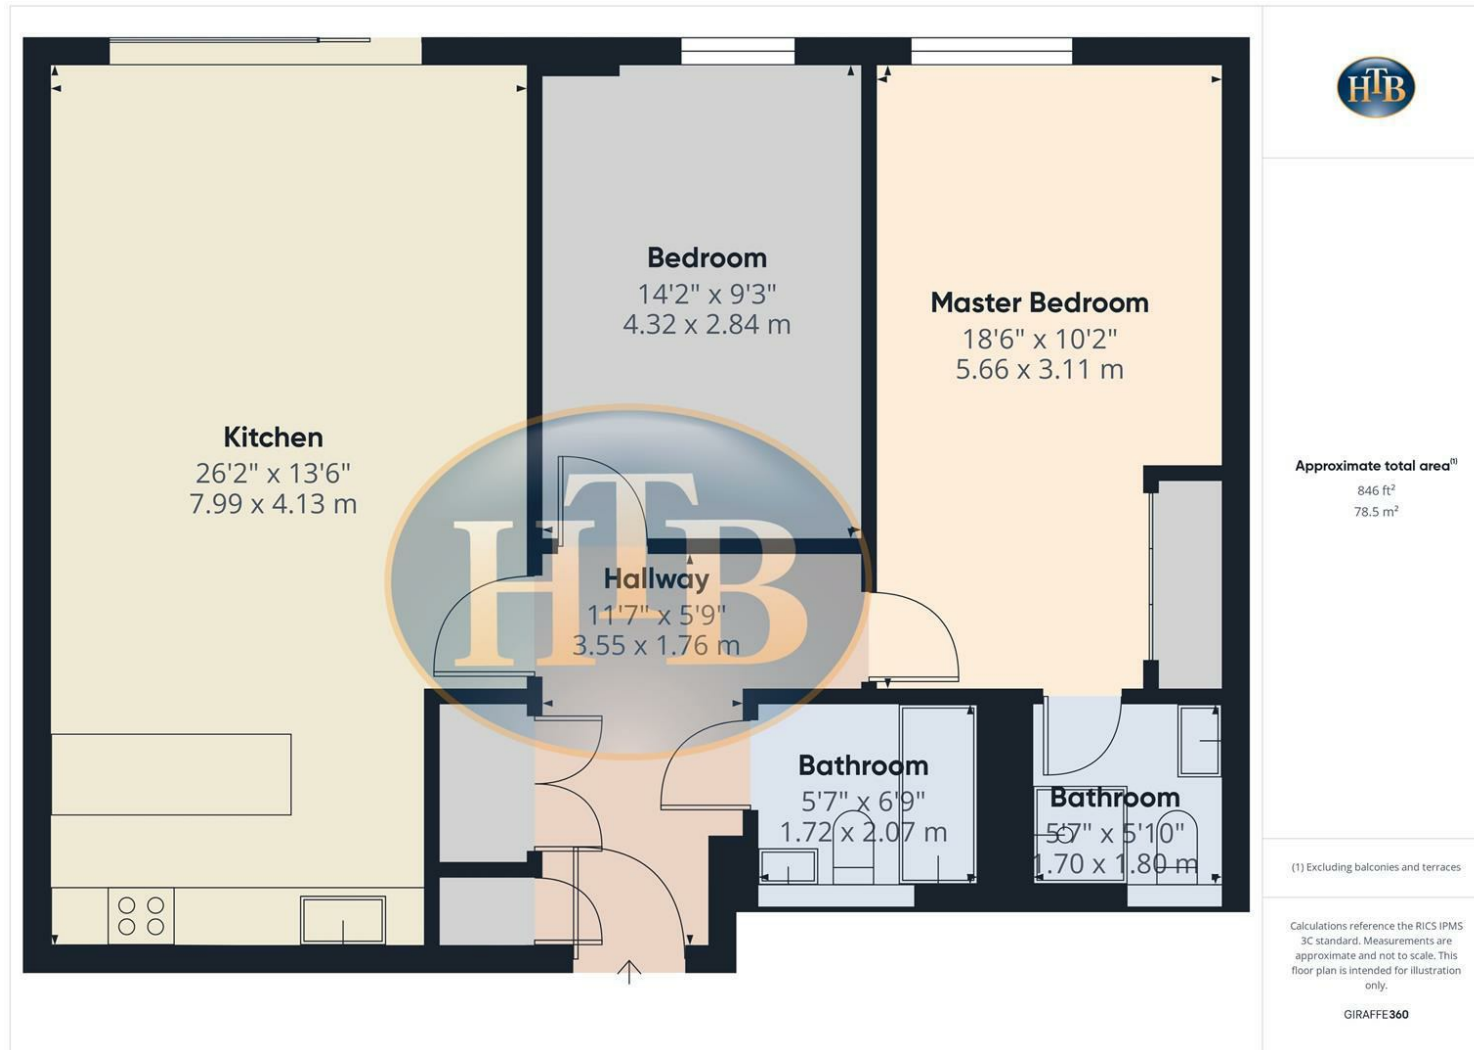 HTB
Kitchen
26'2" x 13'6"
7.99 x 4.13 m
Bedroom
14'2" x 9'3"
4.32 x 2.84 m
Master Bedroom
18'6" x 10'2"
5.66 x 3.11 m
HTB
Hallway
11'7" x 5'9"
3.55 x 1.76 m
Bathroom
5'7" x 6'9"
1.72 x 2.07 m
Bathroom
5'7" x 5'10"
1.70 x 1.80 m
Approximate total area(1)
846 ft²
78.5 m²
(1) Excluding balconies and terraces
Calculations reference the RICS IPMS
3C standard. Measurements are
approximate and not to scale. This
floor plan is intended for illustration
only.
GIRAFFE360